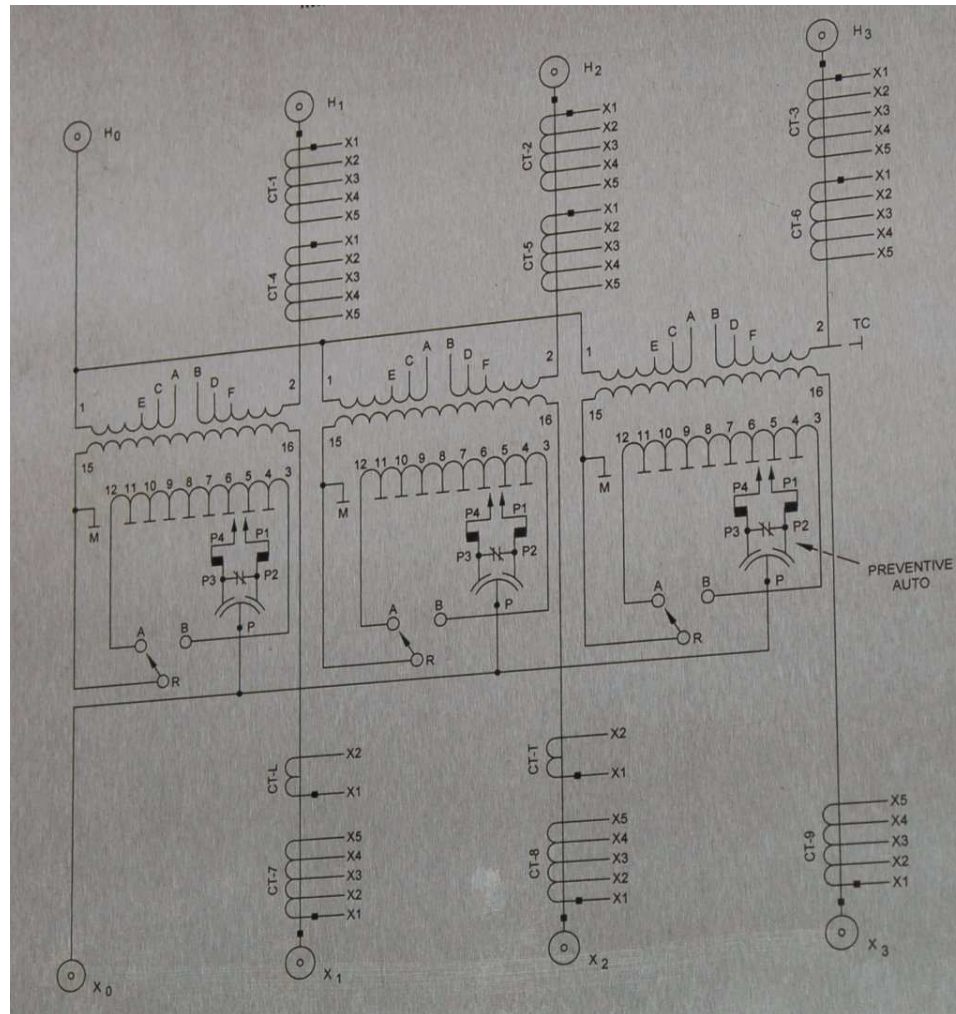 H0
H1
H2
H3
CT-1
X1
X2
X3
X4
X5
CT-4
X1
X2
X3
X4
X5
CT-2
X1
X2
X3
X4
X5
CT-5
X1
X2
X3
X4
X5
CT-3
X1
X2
X3
X4
X5
CT-6
X1
X2
X3
X4
X5
1 E C A B D F 2
15 16
12 11 10 9 8 7 6 5 4 3
M
P4 P1
P3 P2
P
A B
R
1 E C A B D F 2
15 16
12 11 10 9 8 7 6 5 4 3
M
P4 P1
P3 P2
P
A B
R
1 E C A B D F 2 TC
15 16
12 11 10 9 8 7 6 5 4 3
M
P4 P1
P3 P2
P
A B
R
PREVENTIVE
AUTO
CT-L
X2
X1
CT-7
X5
X4
X3
X2
X1
CT-T
X2
X1
CT-8
X5
X4
X3
X2
X1
CT-9
X5
X4
X3
X2
X1
X0
X1
X2
X3